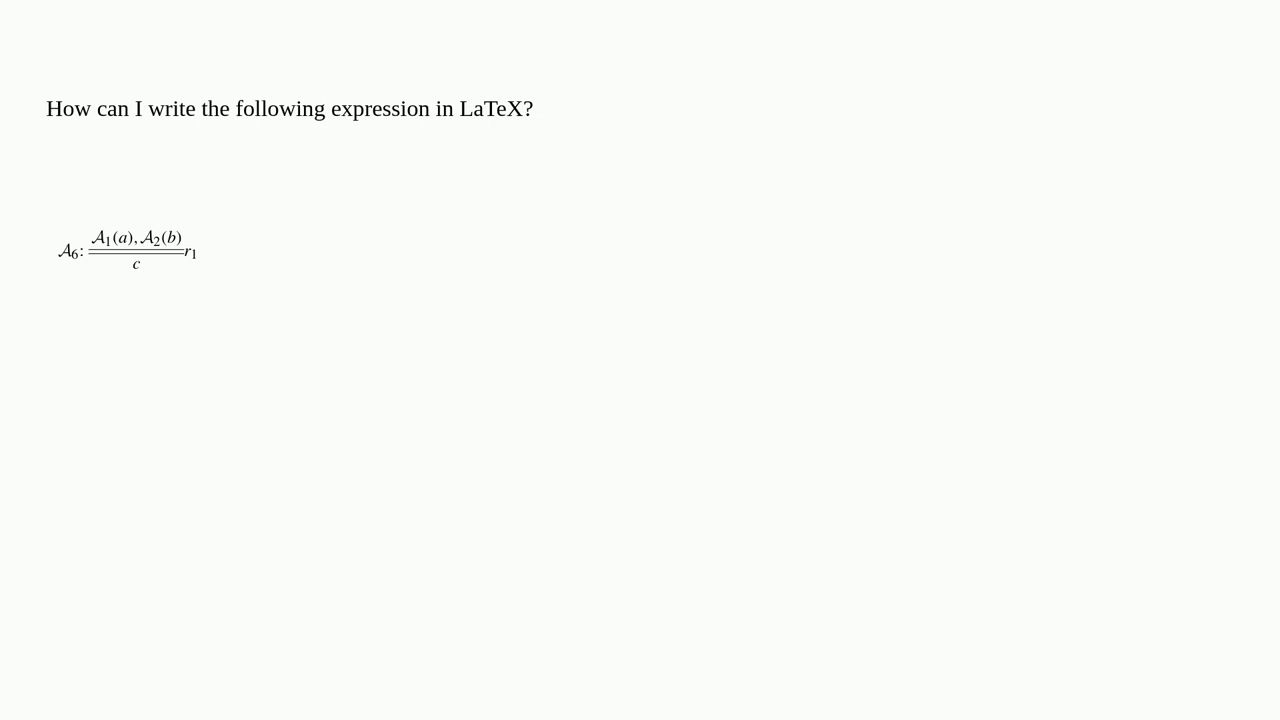 How can I write the following expression in LaTeX?
𝒜₆: 𝒜₁(a), 𝒜₂(b)
c
r₁